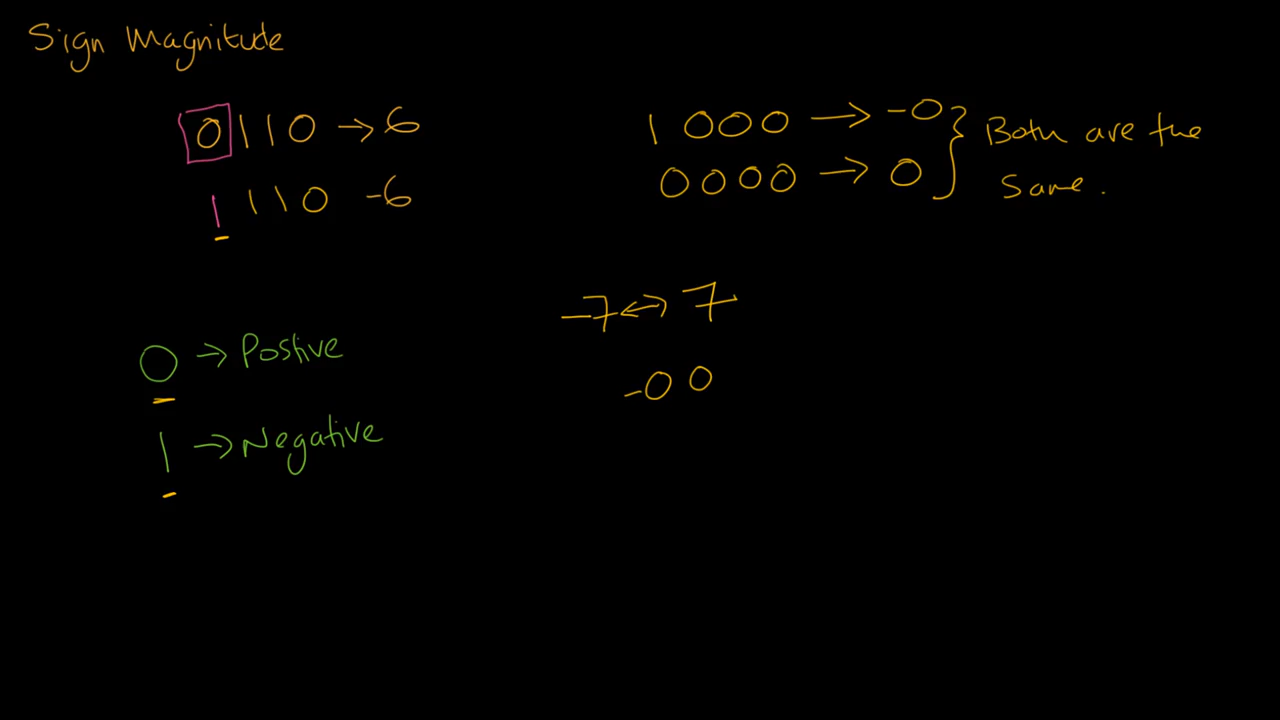 Sign Magnitude
0110 → 6
1110 -6
1000 → -0
0000 → 0
Both are the
Same.
-7 ↔ 7
-0 0
0 → Postive
1 → Negative